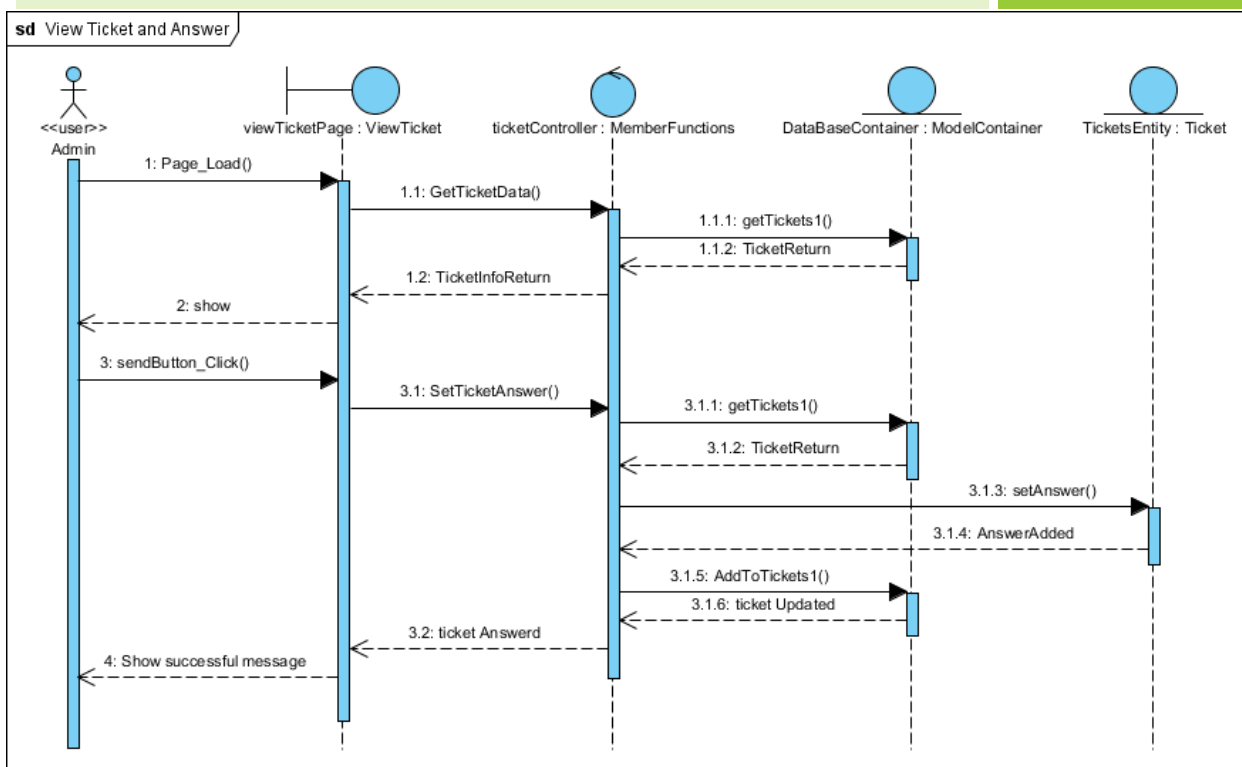 sd View Ticket and Answer
<<user>>
Admin
viewTicketPage : ViewTicket
ticketController : MemberFunctions
DataBaseContainer : ModelContainer
TicketsEntity : Ticket
1: Page_Load()
1.1: GetTicketData()
1.1.1: getTickets1()
1.1.2: TicketReturn
1.2: TicketInfoReturn
2: show
3: sendButton_Click()
3.1: SetTicketAnswer()
3.1.1: getTickets1()
3.1.2: TicketReturn
3.1.3: setAnswer()
3.1.4: AnswerAdded
3.1.5: AddToTickets1()
3.1.6: ticket Updated
3.2: ticket Answerd
4: Show successful message